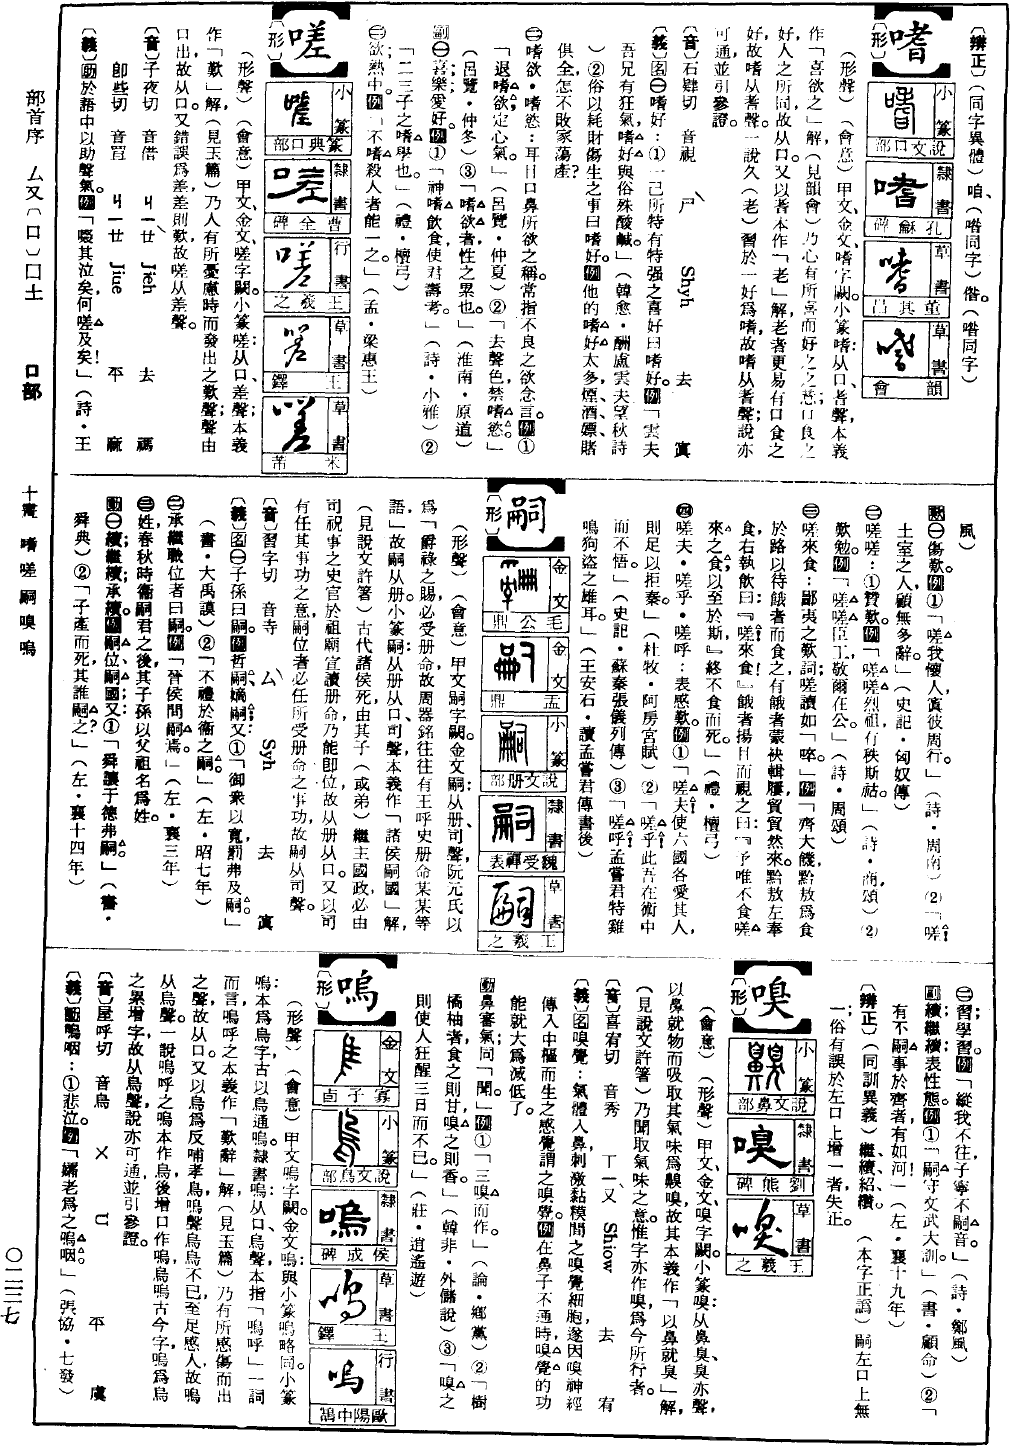 〔辨正〕(同字異體)咱、(喒同字)偺。(喒同字)
嗜
〔形〕
小篆 說文口部
隷書 孔龢碑
草書 董其昌
草書 韻會
(形聲)(會意)甲文、金文、嗜字闕。小篆嗜:从口、耆聲,本義
作「喜欲之」解,(見韻會)乃心有所喜而好之之意;口良之
好人之所同,故从口。又以耆本作「老」解,老者更易有口食之
好,故嗜从耆聲。一說久(老)習於一好爲嗜,故嗜从耆聲;說亦
可通,並引參證。
〔音〕石肄切 音視 ㄕˋ Shyh 去 寘
〔義〕名㊀嗜好:①一己所特有特强之喜好曰嗜好。例「雲夫
吾兄有狂氣,嗜好與俗殊酸鹹。」(韓愈・酬盧雲夫望秋詩
)②俗以耗財傷生之事曰嗜好。例他的嗜好太多,煙、酒、嫖、賭
俱全,怎不敗家蕩產?
㊁嗜欲・嗜慾:耳目口鼻所欲之稱,常指不良之欲念言。例①
「退嗜欲,定心氣。」(呂覽・仲夏)②「去聲色,禁嗜慾。」
(呂覽・仲冬)③「嗜欲者,性之累也。」(淮南・原道)
副㊀喜樂;愛好。例①「神嗜飲食,使君壽考。」(詩・小雅)②
「二三子之嗜學也。」(禮・檀弓)
㊁欲熱中。例「不嗜殺人者能一之。」(孟・梁惠王)
嗟
〔形〕
小篆 篆典口部
隷書 曹全碑
行書 王羲之
草書 王鐸
草書 米芾
(形聲)(會意)甲文、金文、嗟字闕。小篆嗟:从口、差聲,本義
作「歎」解,(見玉篇)乃人有所憂慮時而發出之歎聲,聲由
口出,故从口。又錯誤爲差,差則歎,故嗟从差聲。
〔音〕子夜切 音借 ㄐㄧㄝˋ Jieh 去 禡
卽些切 音罝 ㄐㄧㄝ Jiue 平 麻
〔義〕助於語中以助聲氣。例「啜其泣矣,何嗟及矣!」(詩・王
風)
動㊀傷歎。例①「嗟我懷人,寘彼周行。」(詩・周南)②「嗟
土室之人,顧無多辭。」(史記・匈奴傳)
㊁嗟嗟:①贊歎。例「嗟嗟烈祖,有秩斯祜。」(詩・商頌)②
歎勉。例「嗟嗟臣工,敬爾在公。」(詩・周頌)
㊂嗟來食:鄙夷之歎詞,嗟讀如「啐。」例「齊大饑,黔敖爲食
於路,以待餓者而食之。有餓者蒙袂輯屨,貿貿然來。黔敖左奉
食,右執飲曰:『嗟來食!』餓者揚目而視之曰:『予唯不食嗟
來之食,以至於斯。』終不食而死。」(禮・檀弓)
㊃嗟夫・嗟乎・嗟呼:表感歎。例①「嗟夫!使六國各愛其人,
則足以拒秦。」(杜牧・阿房宮賦)②「嗟乎!此吾在術中
而不悟。」(史記・蘇秦張儀列傳)③「嗟呼!孟嘗君特雞
鳴狗盜之雄耳。」(王安石・讀孟嘗君傳書後)
嗣
〔形〕
金文 毛公鼎
金文 盂鼎
小篆 說文册部
隷書 魏受禪表
草書 王羲之
(形聲)(會意)甲文嗣字闕。金文嗣:从册、司聲,阮元氏以
爲「爵祿之賜必受册命,故周器銘往往有王呼史册命某某等
語,」故嗣从册。小篆嗣:从册从口、司聲,本義作「諸侯嗣國」解,
(見說文許箸)古代諸侯死,由其子(或弟)繼主國政,必由
司祝事之史官於祖廟宣讀册命,乃能卽位,故从册从口。又以司
有任其事功之意,嗣位者必任所受册命之事功,故嗣从司聲。
〔音〕習字切 音寺 ㄙˋ Syh 去 寘
〔義〕名㊀子孫曰嗣。例哲嗣、嫡嗣,又①「御衆以寬,罰弗及嗣。」
(書・大禹謨)②「不禮於衞之嗣。」(左・昭七年)
㊁承繼職位者曰嗣。例「晉侯問嗣焉。」(左・襄三年)
㊂姓,春秋時衞嗣君之後,其子孫以父祖名爲姓。
動㊀續;繼續;承續。例嗣位、嗣國,又①「舜讓于德弗嗣。」(書・
舜典)②「子產而死,其誰嗣之?」(左・襄十四年)
㊁習;學習。例「縱我不往,子寧不嗣音。」(詩・鄭風)
副續;繼續;表性態。例①「嗣守文武大訓。」(書・顧命)②「
有不嗣事於齊者,有如河!」(左・襄十九年)
〔辨正〕(同訓異義)繼、續、紹、纘。 (本字正譌)嗣左口上無
一,俗有誤於左口上增一者,失正。
嗅
〔形〕
小篆 說文鼻部
隷書 劉熊碑
草書 王羲之
(會意)(形聲)甲文、金文、嗅字闕。小篆嗅:从鼻臭、臭亦聲,
以鼻就物而吸取其氣味爲齅嗅,故其本義作「以鼻就臭」解,
(見說文許箸)乃聞取氣味之意。惟字亦作嗅,爲今所行者。
〔音〕喜宥切 音秀 ㄒㄧㄡˋ Shiow 去 宥
〔義〕名嗅覺:氣體入鼻,刺激黏模間之嗅覺細胞,遂因嗅神經
傳入中樞而生之感覺,謂之嗅覺。例在鼻子不通時,嗅覺的功
能就大爲減低了。
動鼻審氣,同「聞。」例①「三嗅而作。」(論・鄉黨)②「樹
橘柚者,食之則甘,嗅之則香。」(韓非・外儲說)③「嗅之
則使人狂醒,三日而不已。」(莊・逍遙遊)
嗚
〔形〕
金文 寡子卣
小篆 說文鳥部
隷書 侯成碑
草書 王鐸
行書 歐陽中鵠
(形聲)(會意)甲文嗚字闕。金文嗚與小篆嗚略同。小篆
嗚:本爲烏字,古以烏通嗚。隷書嗚:从口、烏聲,本指「嗚呼」一詞
而言,嗚呼之本義作「歎辭」解,(見玉篇)乃有所感傷而出
之聲,故从口。又以烏爲反哺孝鳥,嗚聲烏烏不已,至足感人,故嗚
从烏聲。一說嗚呼之嗚本作烏,後增口作嗚;烏嗚古今字,嗚爲烏
之累增字,故从烏聲;說亦可通,並引參證。
〔音〕屋呼切 音烏 ㄨ 平 虞
〔義〕動嗚咽:①悲泣。例「孀老爲之嗚咽。」(張協・七發)
部首序 厶又〔口〕囗土 口部 十畫 嗜嗟嗣嗅嗚 〇二三七